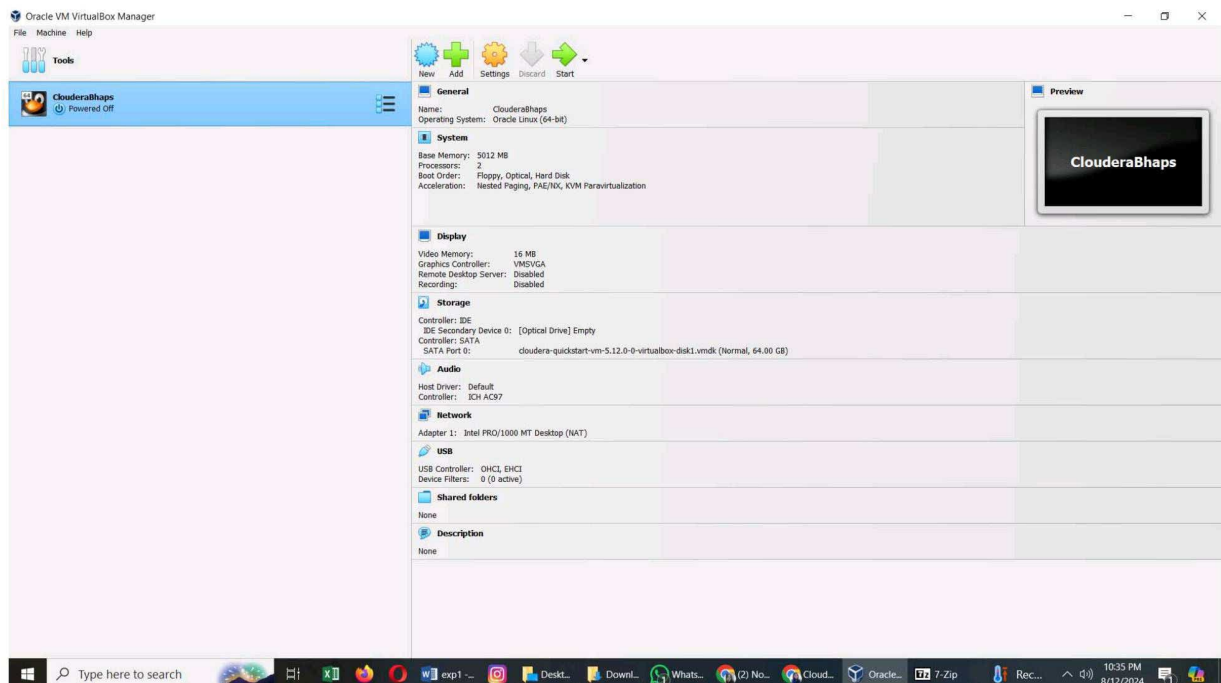 Oracle VM VirtualBox Manager
File Machine Help
Tools
New Add Settings Discard Start
ClouderaBhaps
Powered Off
General
Name: ClouderaBhaps
Operating System: Oracle Linux (64-bit)
System
Base Memory: 5012 MB
Processors: 2
Boot Order: Floppy, Optical, Hard Disk
Acceleration: Nested Paging, PAE/NX, KVM Paravirtualization
Preview
ClouderaBhaps
Display
Video Memory: 16 MB
Graphics Controller: VMSVGA
Remote Desktop Server: Disabled
Recording: Disabled
Storage
Controller: IDE
IDE Secondary Device 0: [Optical Drive] Empty
Controller: SATA
SATA Port 0: cloudera-quickstart-vm-5.12.0-0-virtualbox-disk1.vmdk (Normal, 64.00 GB)
Audio
Host Driver: Default
Controller: ICH AC97
Network
Adapter 1: Intel PRO/1000 MT Desktop (NAT)
USB
USB Controller: OHCI, EHCI
Device Filters: 0 (0 active)
Shared folders
None
Description
None
Type here to search exp1 -... Deskt... Downl... Whats... (2) No... Cloud... Oracle... 7z 7-Zip Rec... 10:35 PM
8/12/2024